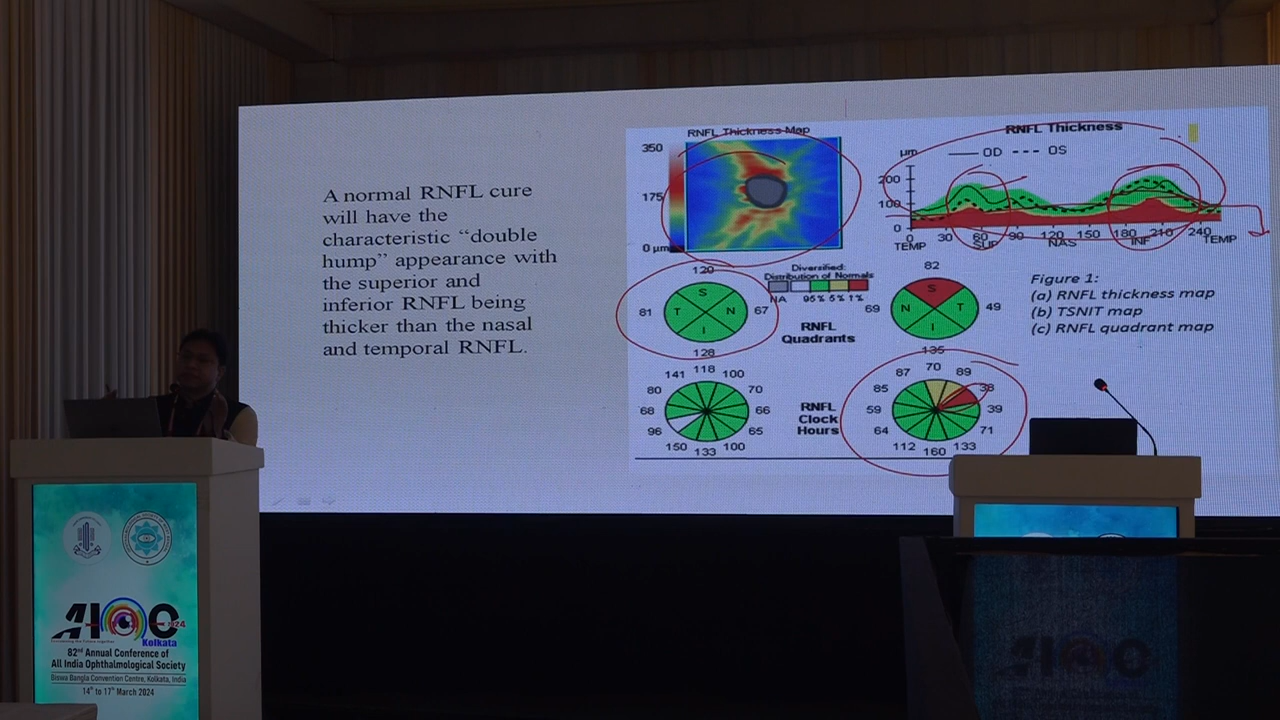 A normal RNFL cure
will have the
characteristic “double
hump” appearance with
the superior and
inferior RNFL being
thicker than the nasal
and temporal RNFL.
RNFL Thickness Map
350
175
0 µm
RNFL Thickness
µm
OD OS
200
100
0
0 30 60 90 120 150 180 210 240
TEMP SUP NAS INF TEMP
Diversified:
Distribution of Normals
NA 95% 5% 1%
120
S
81 T N 67
I
128
RNFL
Quadrants
82
S
69 N T 49
I
135
Figure 1:
(a) RNFL thickness map
(b) TSNIT map
(c) RNFL quadrant map
118
141 100
80 70
68 66
96 65
150 100
133
RNFL
Clock
Hours
70
87 89
85 38
59 39
64 71
112 133
160
AIOC 2024
Kolkata
82nd Annual Conference of
All India Ophthalmological Society
Biswa Bangla Convention Centre, Kolkata, India
14th to 17th March 2024
AIOC